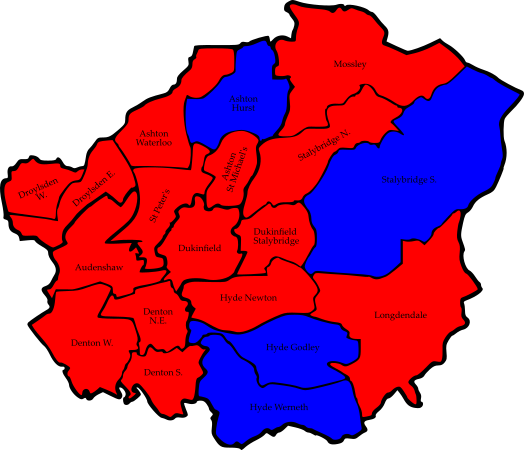 Mossley
Ashton
Hurst
Ashton
Waterloo
Stalybridge N.
Ashton
St Michael's
Stalybridge S.
Droylsden
W.
Droylsden E.
St Peter's
Dukinfield
Stalybridge
Dukinfield
Audenshaw
Hyde Newton
Denton
N.E.
Longdendale
Denton W.
Hyde Godley
Denton S.
Hyde Werneth